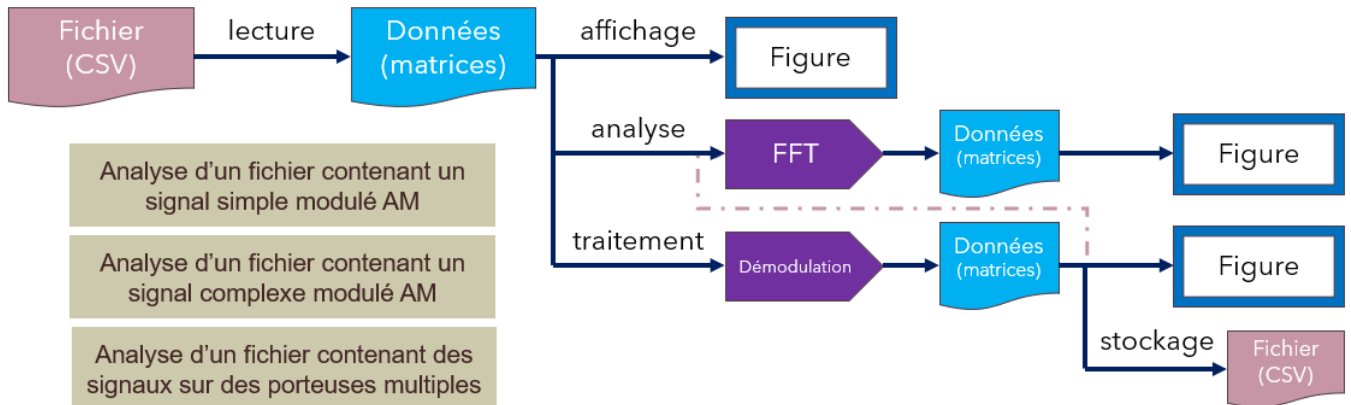 Fichier
(CSV)
lecture
Données
(matrices)
affichage
Figure
analyse
FFT
Données
(matrices)
Figure
Analyse d'un fichier contenant un
signal simple modulé AM
Analyse d'un fichier contenant un
signal complexe modulé AM
Analyse d'un fichier contenant des
signaux sur des porteuses multiples
traitement
Démodulation
Données
(matrices)
Figure
stockage
Fichier
(CSV)